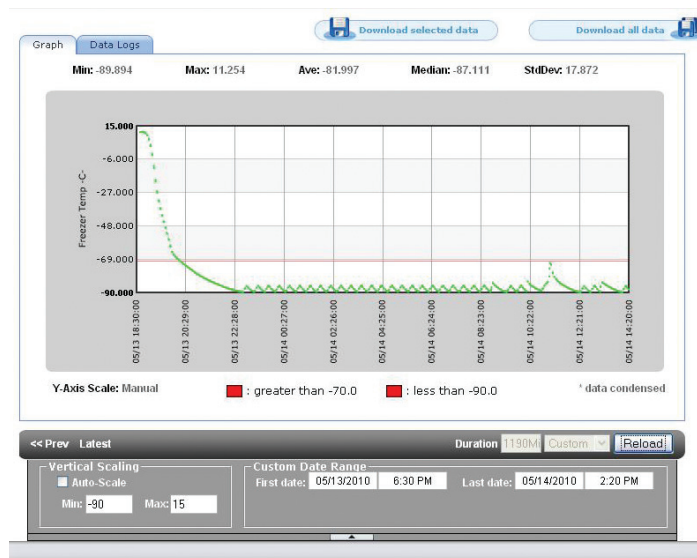 Download selected data Download all data
Graph Data Logs
Min: -89.894 Max: 11.254 Ave: -81.997 Median: -87.111 StdDev: 17.872
15.000
-6.000
-27.000
-48.000
-69.000
-90.000
Freezer Temp -C-
05/13 18:30:00
05/13 20:29:00
05/13 22:28:00
05/14 00:27:00
05/14 02:26:00
05/14 04:25:00
05/14 06:24:00
05/14 08:23:00
05/14 10:22:00
05/14 12:21:00
05/14 14:20:00
Y-Axis Scale: Manual : greater than -70.0 : less than -90.0 * data condensed
<< Prev Latest Duration 1190Mi Custom Reload
Vertical Scaling Custom Date Range
Auto-Scale First date: 05/13/2010 6:30 PM Last date: 05/14/2010 2:20 PM
Min: -90 Max: 15